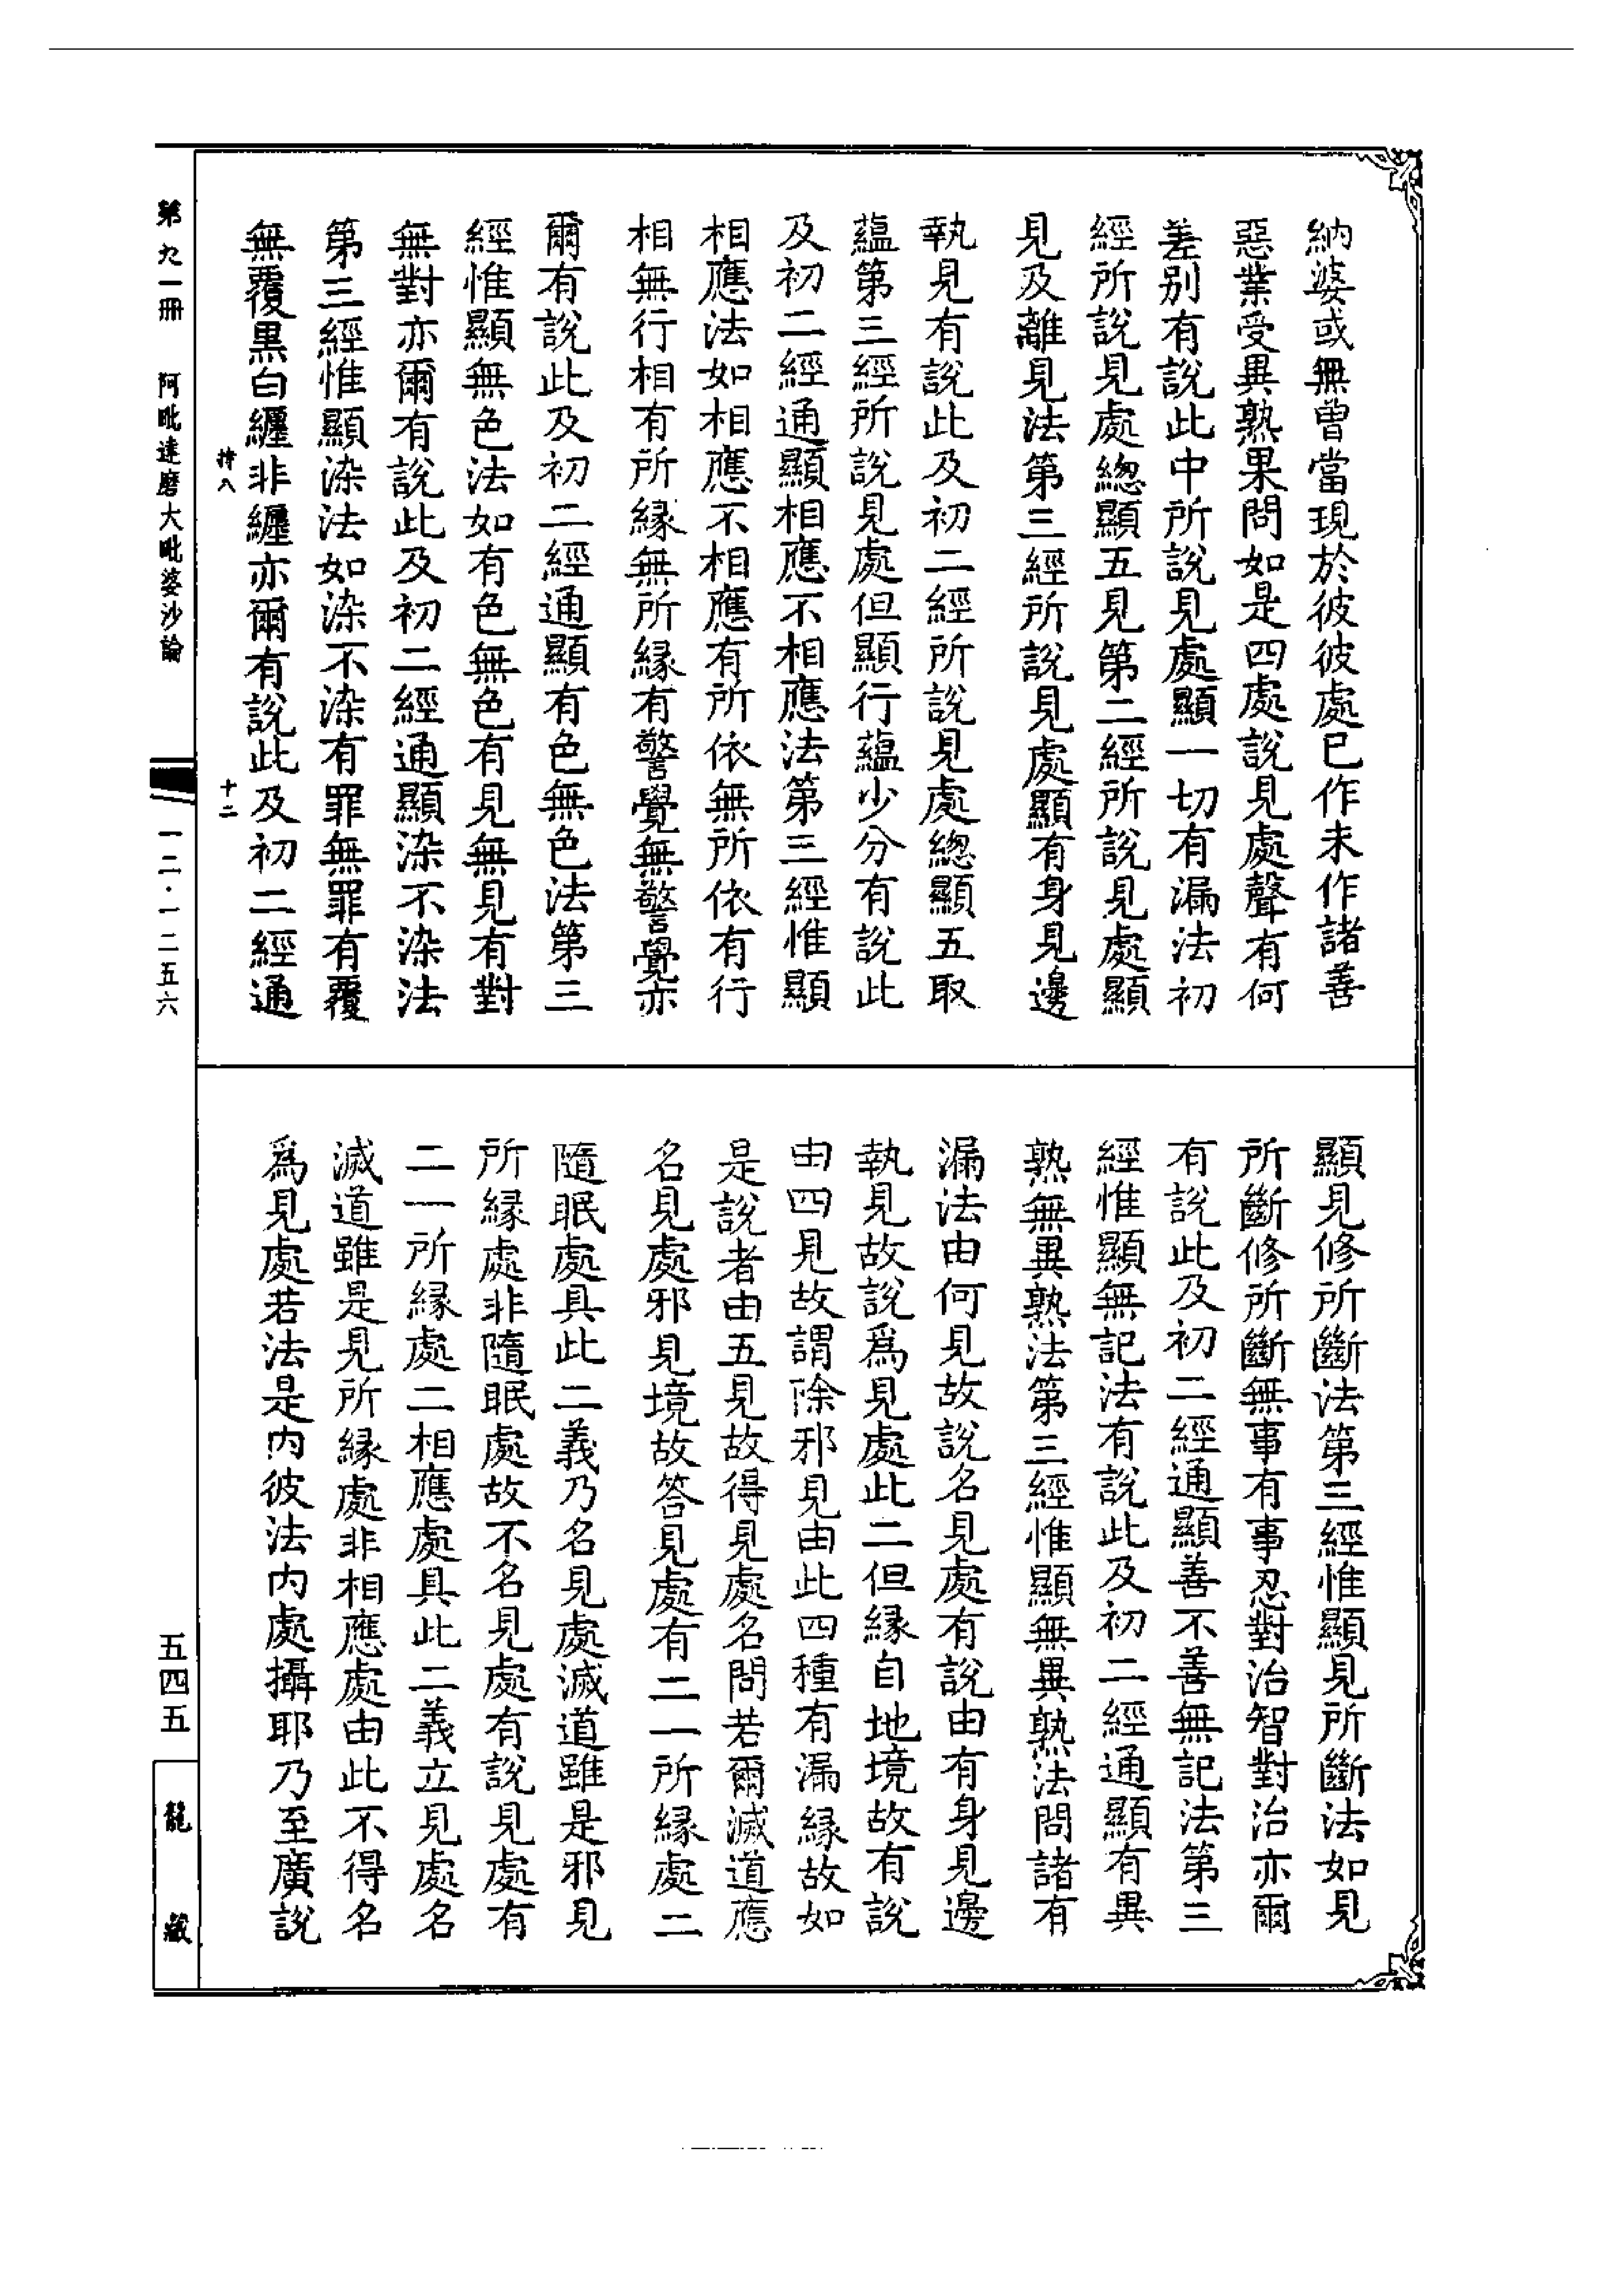 納婆或無曾當現於彼彼處已作未作諸善
惡業受異熟果問如是四處說見處聲有何
差別有說此中所說見處顯一切有漏法初
經所說見處總顯五見第二經所說見處顯
見及離見法第三經所說見處顯有身見邊
執見有說此及初二經所說見處總顯五取
蘊第三經所說見處但顯行蘊少分有說此
及初二經通顯相應不相應法第三經惟顯
相應法如相應不相應有所依無所依有行
相無行相有所緣無所緣有警覺無警覺亦
爾有說此及初二經通顯有色無色法第三
經惟顯無色法如有色無色有見無見有對
無對亦爾有說此及初二經通顯染不染法
第三經惟顯染法如染不染有罪無罪有覆
無覆黑白纏非纏亦爾有說此及初二經通
持八 十二
顯見修所斷法第三經惟顯見所斷法如見
所斷修所斷無事有事忍對治智對治亦爾
有說此及初二經通顯善不善無記法第三
經惟顯無記法有說此及初二經通顯有異
熟無異熟法第三經惟顯無異熟法問諸有
漏法由何見故說名見處有說由有身見邊
執見故說為見處此二但緣自地境故有說
由四見故謂除邪見由此四種有漏緣故如
是說者由五見故得見處名問若爾滅道應
名見處邪見境故答見處有二一所緣處二
隨眠處具此二義乃名見處滅道雖是邪見
所緣處非隨眠處故不名見處有說見處有
二一所緣處二相應處具此二義立見處名
滅道雖是見所緣處非相應處由此不得名
為見處若法是內彼法內處攝耶乃至廣說
第九一冊 阿毗達磨大毗婆沙論 一二·一二五六 五四五 龍藏